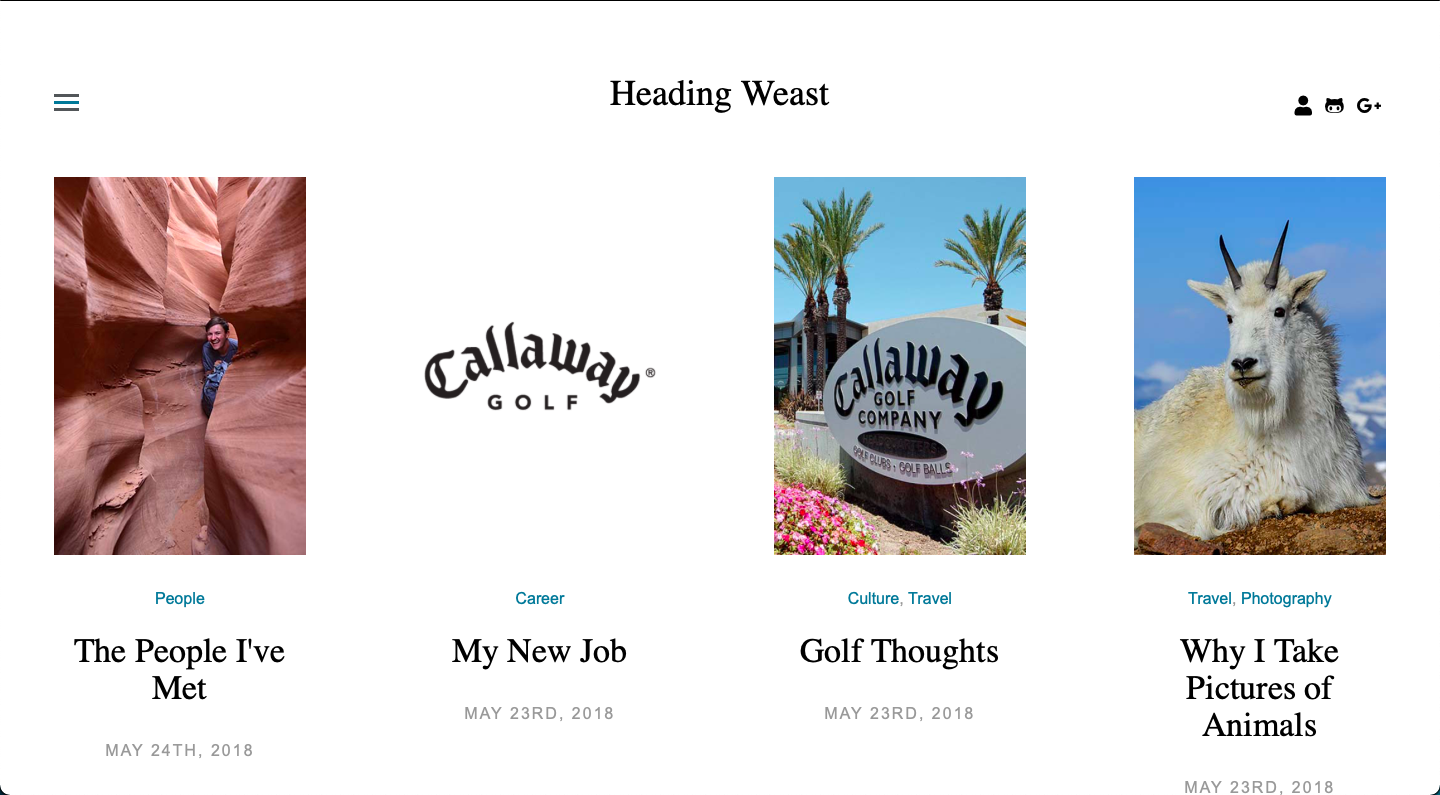 Heading Weast
G+
Callaway®
GOLF
Callaway
GOLF
COMPANY
GOLF CLUBS · GOLF BALLS
People
The People I've
Met
MAY 24TH, 2018
Career
My New Job
MAY 23RD, 2018
Culture, Travel
Golf Thoughts
MAY 23RD, 2018
Travel, Photography
Why I Take
Pictures of
Animals
MAY 23RD, 2018